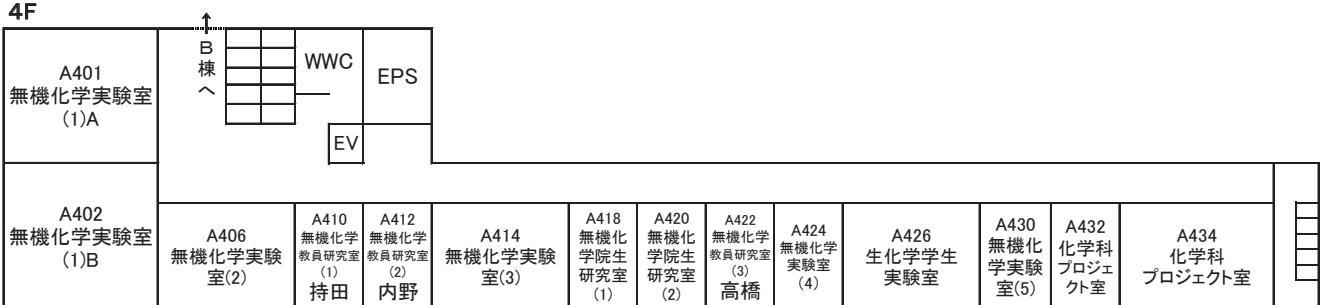 4F
A401
無機化学実験室
(1)A
B
棟
へ
WWC
EPS
EV
A402
無機化学実験室
(1)B
A406
無機化学実験
室(2)
A410
無機化学
教員研究室
(1)
持田
A412
無機化学
教員研究室
(2)
内野
A414
無機化学実験
室(3)
A418
無機化
学院生
研究室
(1)
A420
無機化
学院生
研究室
(2)
A422
無機化学
教員研究室
(3)
高橋
A424
無機化学
実験室
(4)
A426
生化学学生
実験室
A430
無機化
学実験
室(5)
A432
化学科
プロジェ
クト室
A434
化学科
プロジェクト室